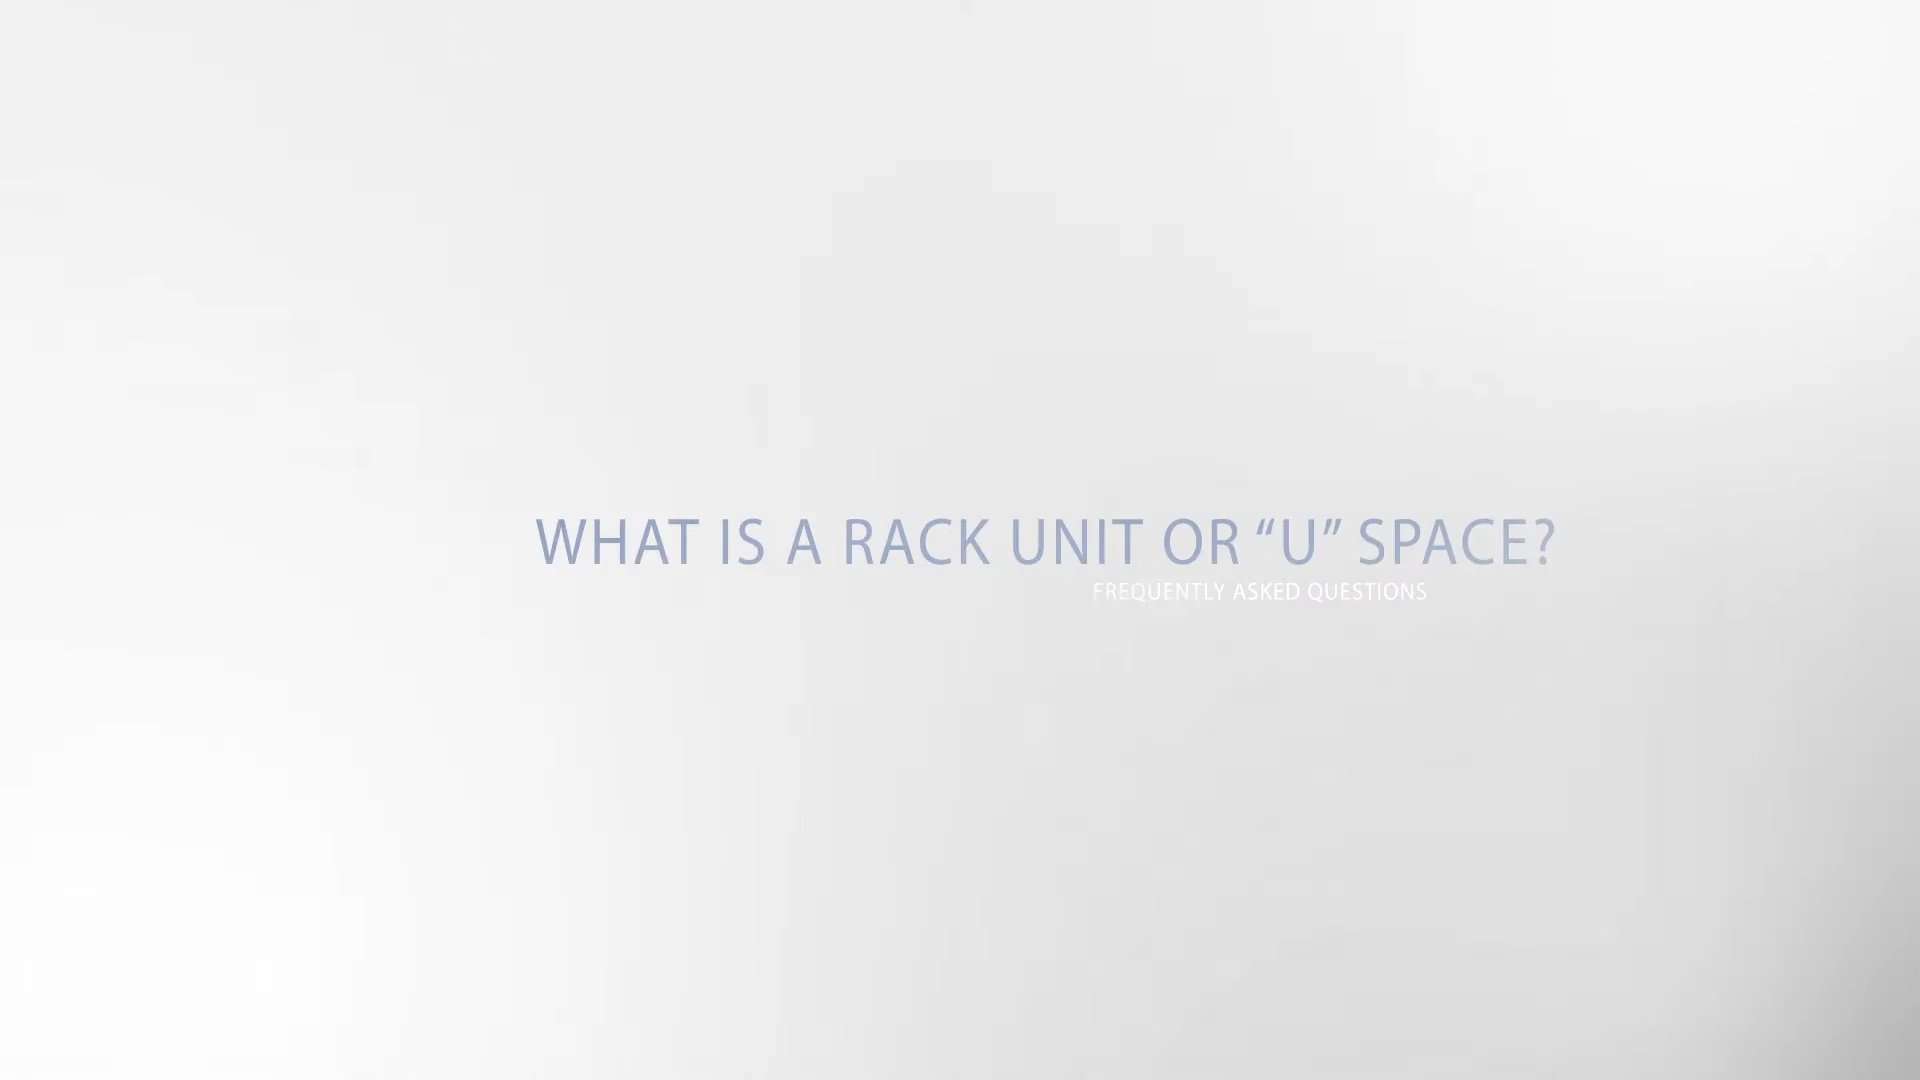 WHAT IS A RACK UNIT OR “U” SPACE?
FREQUENTLY ASKED QUESTIONS